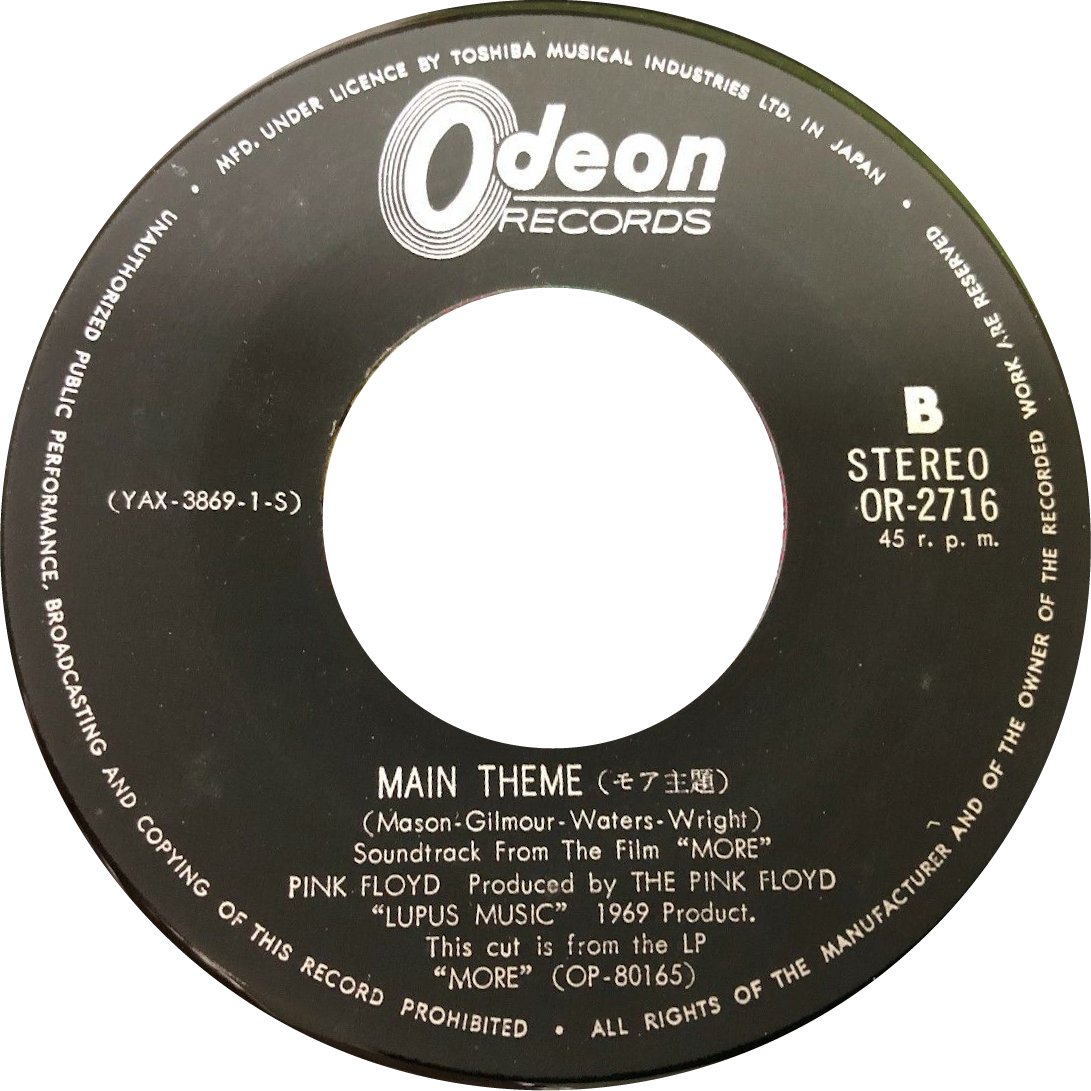 MFD. UNDER LICENCE BY TOSHIBA MUSICAL INDUSTRIES LTD. IN JAPAN
Odeon
RECORDS
B
STEREO
OR-2716
45 r. p. m.
(YAX-3869-1-S)
MAIN THEME (モア主題)
(Mason-Gilmour-Waters-Wright)
Soundtrack From The Film “MORE”
PINK FLOYD Produced by THE PINK FLOYD
“LUPUS MUSIC” 1969 Product.
This cut is from the LP
“MORE” (OP-80165)
UNAUTHORIZED PUBLIC PERFORMANCE, BROADCASTING AND COPYING OF THIS RECORD PROHIBITED • ALL RIGHTS OF THE MANUFACTURER AND OF THE OWNER OF THE RECORDED WORK ARE RESERVED